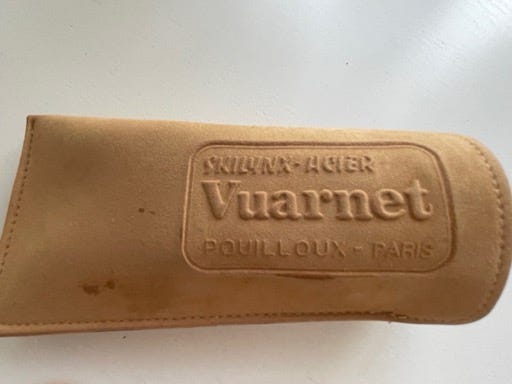 SKILYNX-ACIER
Vuarnet
POUILLOUX - PARIS